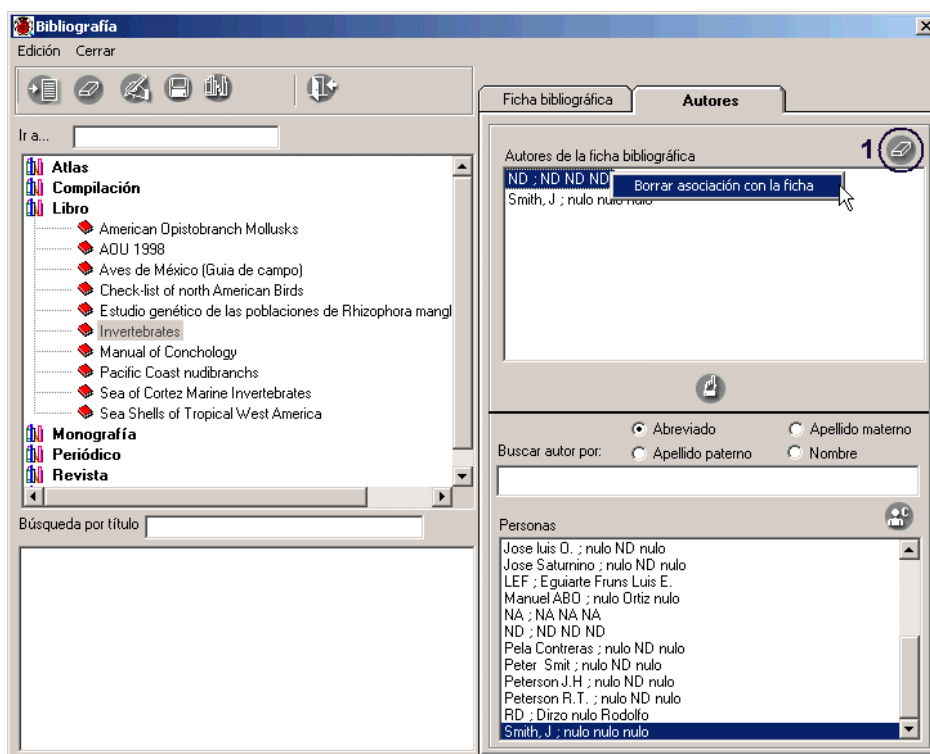 Bibliografía
Edición Cerrar
Ir a...
Atlas
Compilación
Libro
American Opistobranch Mollusks
AOU 1998
Aves de México (Guia de campo)
Check-list of north American Birds
Estudio genético de las poblaciones de Rhizophora mangl
Invertebrates
Manual of Conchology
Pacific Coast nudibranchs
Sea of Cortez Marine Invertebrates
Sea Shells of Tropical West America
Monografía
Periódico
Revista
Búsqueda por título
Ficha bibliográfica Autores
1
Autores de la ficha bibliográfica
ND ; ND ND ND
Borrar asociación con la ficha
Smith, J ; nulo nulo nulo
Abreviado Apellido materno
Buscar autor por: Apellido paterno Nombre
Personas
Jose luis O. ; nulo ND nulo
Jose Saturnino ; nulo ND nulo
LEF ; Eguiarte Fruns Luis E.
Manuel ABO ; nulo Ortiz nulo
NA ; NA NA NA
ND ; ND ND ND
Pela Contreras ; nulo ND nulo
Peter Smit ; nulo ND nulo
Peterson J.H ; nulo ND nulo
Peterson R.T. ; nulo ND nulo
RD ; Dirzo nulo Rodolfo
Smith, J ; nulo nulo nulo